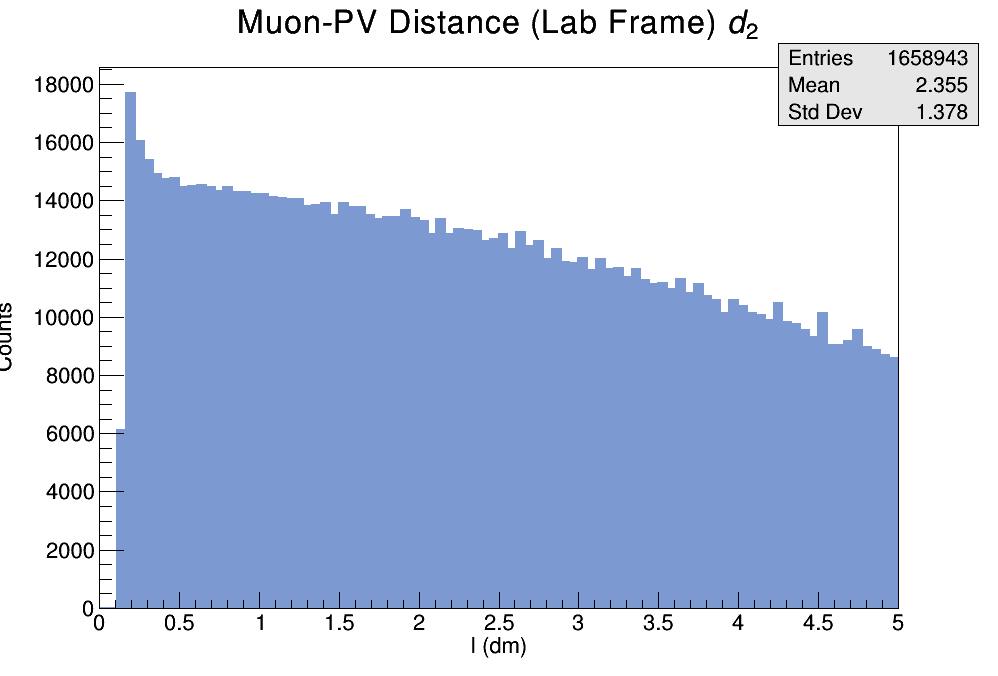 Muon-PV Distance (Lab Frame) d₂
Entries 1658943
Mean 2.355
Std Dev 1.378
18000
16000
14000
12000
10000
8000
6000
4000
2000
0
Counts
0 0.5 1 1.5 2 2.5 3 3.5 4 4.5 5
l (dm)